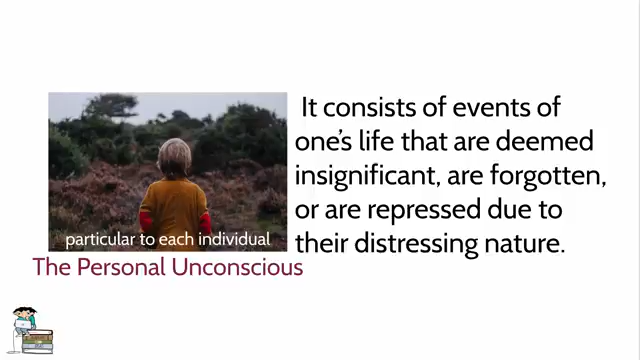 It consists of events of
one's life that are deemed
insignificant, are forgotten,
or are repressed due to
their distressing nature.
particular to each individual
The Personal Unconscious